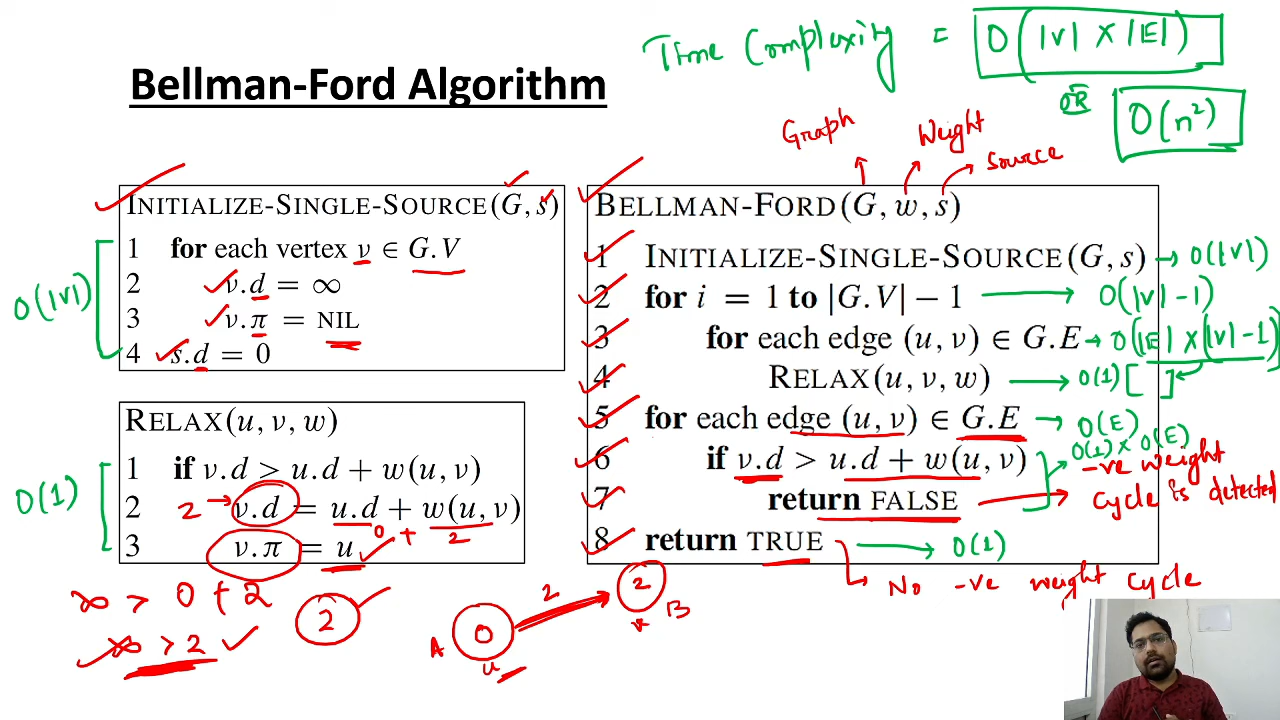 Time Complexity = O(|V| X |E|)
OR
O(n²)
Bellman-Ford Algorithm
Graph
Weight
Source
INITIALIZE-SINGLE-SOURCE(G, s)
1 for each vertex v ∈ G.V
2 v.d = ∞
3 v.π = NIL
4 s.d = 0
O(|V|)
RELAX(u, v, w)
1 if v.d > u.d + w(u, v)
2 v.d = u.d + w(u, v)
3 v.π = u
O(1)
2 →
0 + 2
∞ > 0 + 2
∞ > 2
2
BELLMAN-FORD(G, w, s)
1 INITIALIZE-SINGLE-SOURCE(G, s) → O(|V|)
2 for i = 1 to |G.V| − 1 → O(|V|-1)
3 for each edge (u, v) ∈ G.E → O(|E| X (|V|-1)
4 RELAX(u, v, w) → O(1) [ ]
5 for each edge (u, v) ∈ G.E → O(E)
6 if v.d > u.d + w(u, v) → O(1) X O(E)
7 return FALSE → -ve weight
cycle is detected
8 return TRUE → O(1)
No -ve weight cycle
A 0 u
2
2 v B